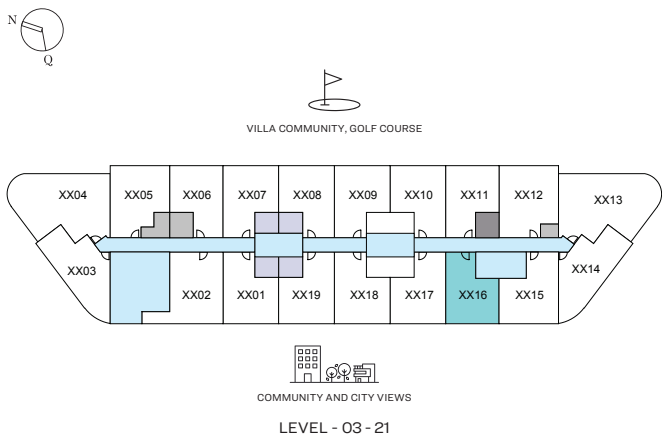 N
Q
VILLA COMMUNITY, GOLF COURSE
XX04 XX05 XX06 XX07 XX08 XX09 XX10 XX11 XX12 XX13
XX03 XX14
XX02 XX01 XX19 XX18 XX17 XX16 XX15
COMMUNITY AND CITY VIEWS
LEVEL - 03 - 21